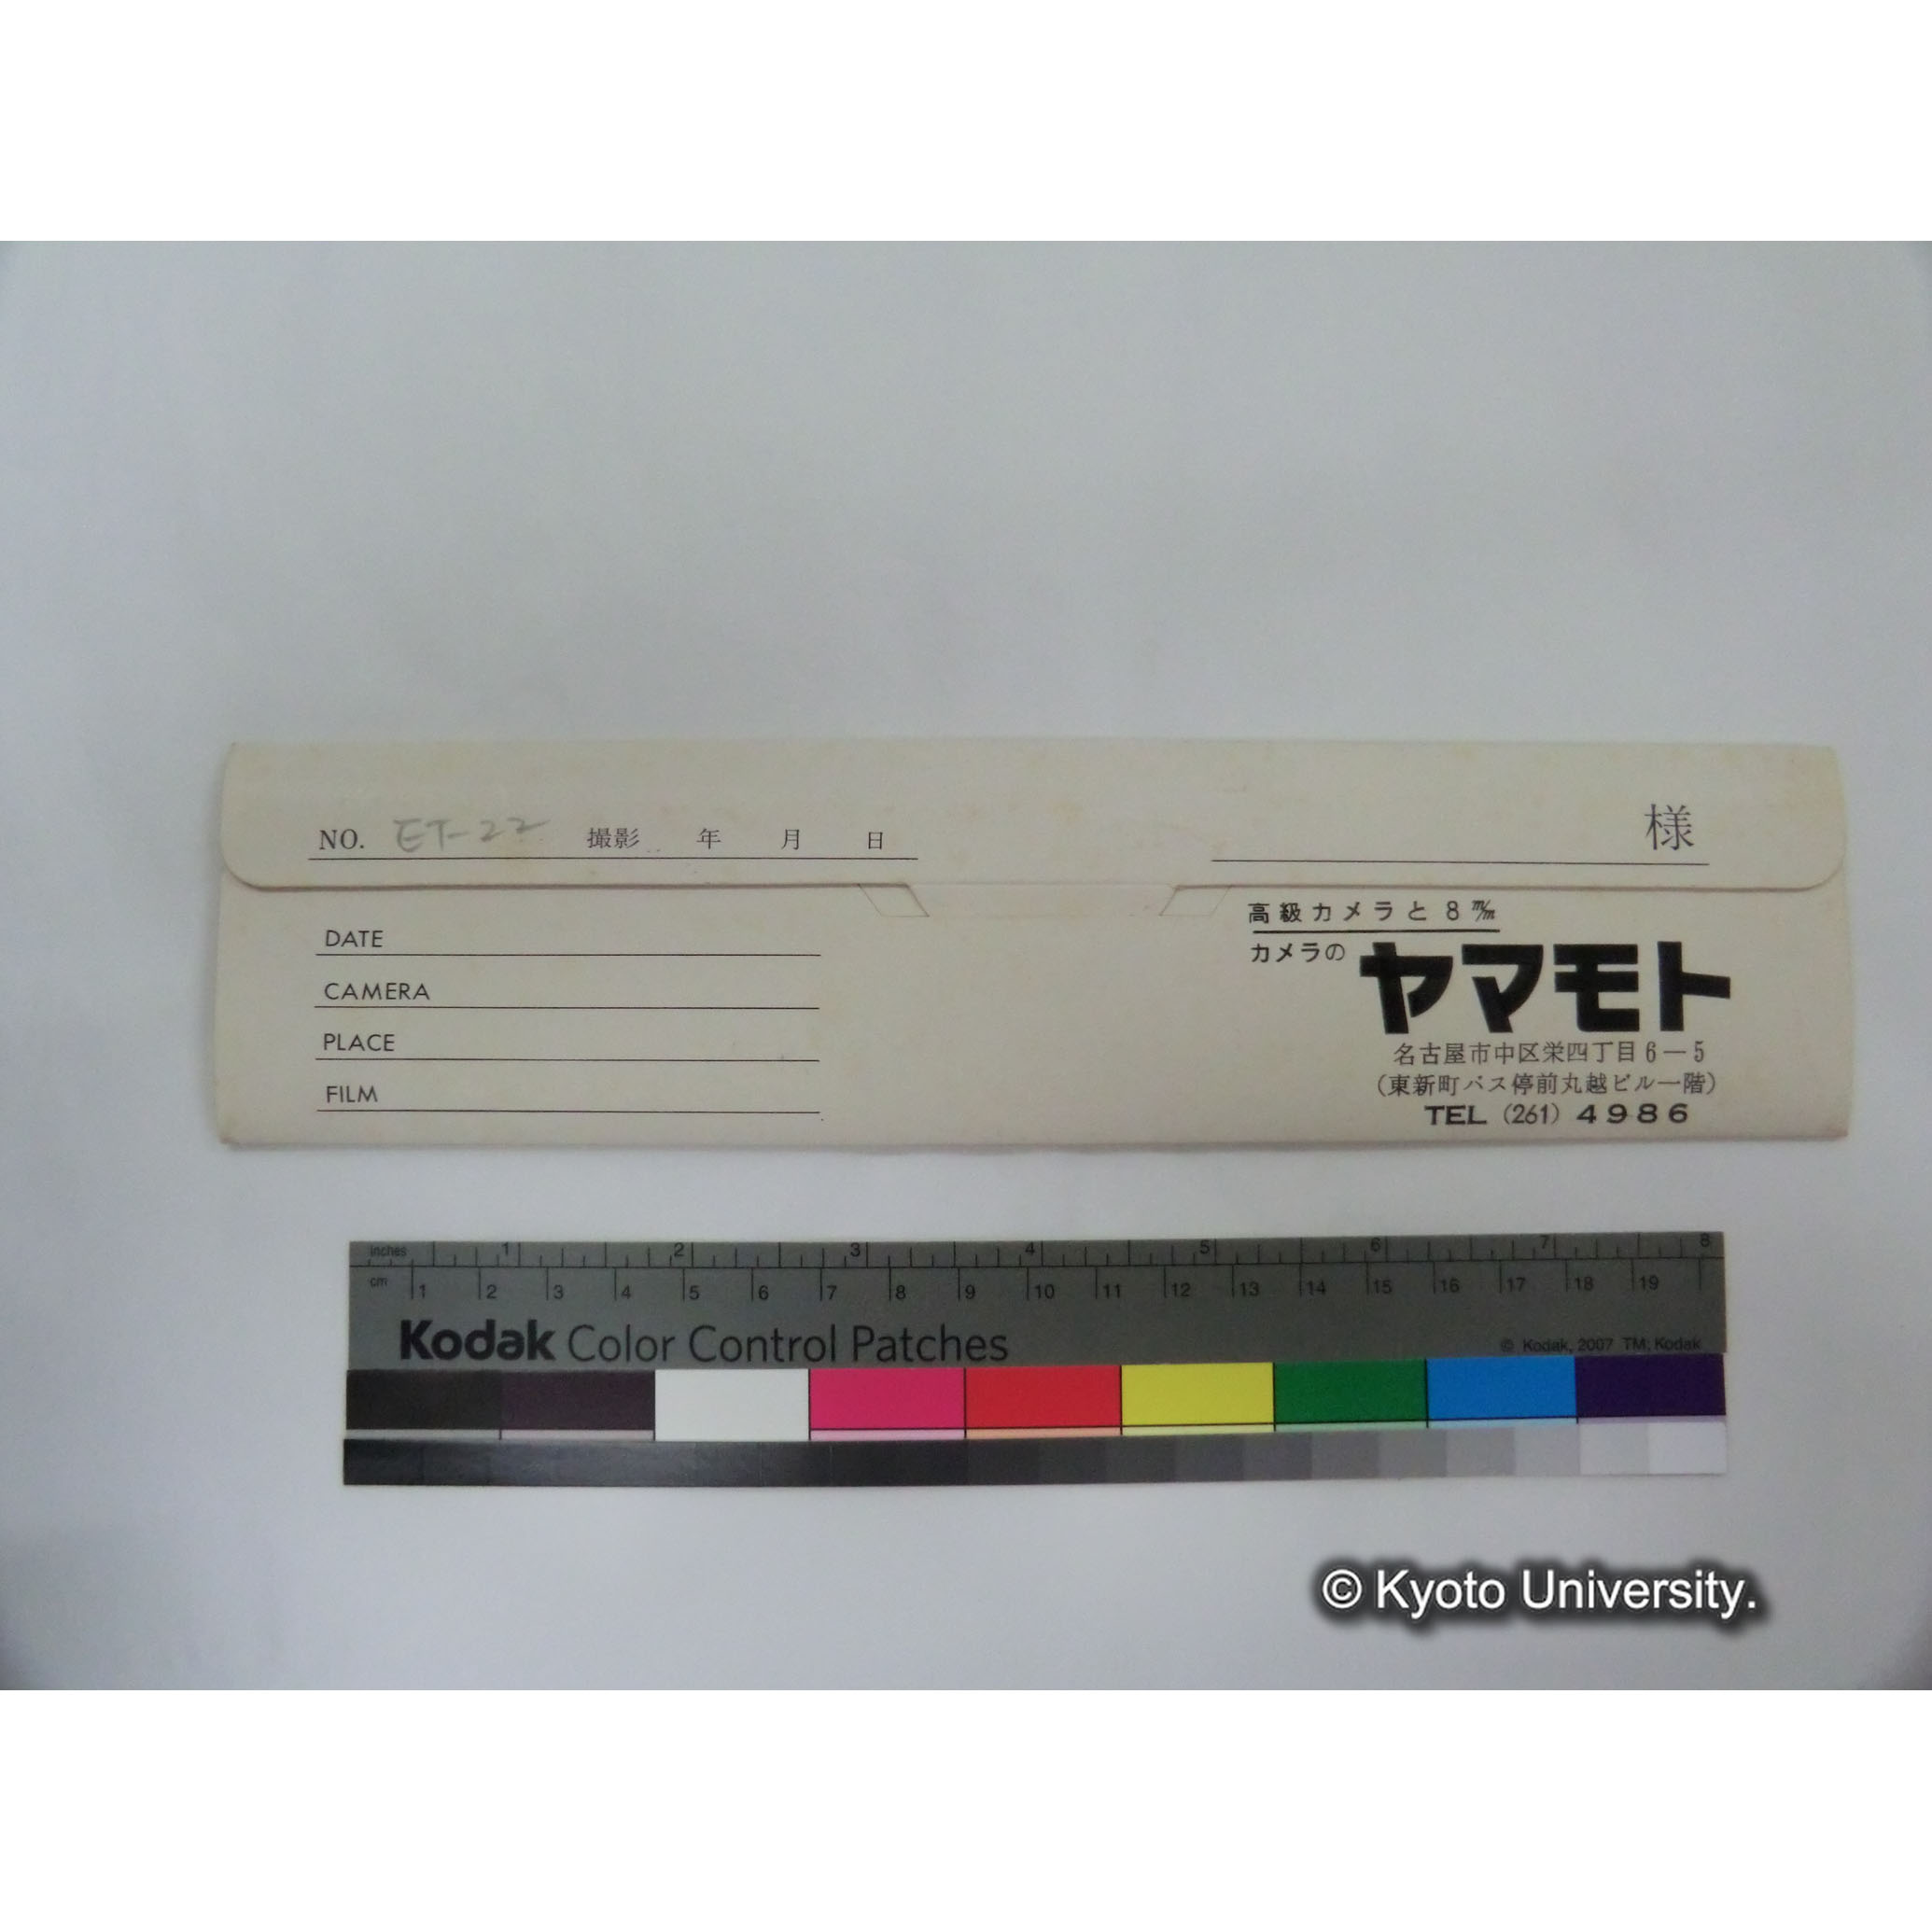 NO. ET-22 撮影 年 月 日
様
DATE
CAMERA
PLACE
FILM
高級カメラと8m/m
カメラの ヤマモト
名古屋市中区栄四丁目6-5
(東新町バス停前丸越ビル一階)
TEL (261) 4986
inches 1 2 3 4 5 6 7 8
cm 1 2 3 4 5 6 7 8 9 10 11 12 13 14 15 16 17 18 19
Kodak Color Control Patches
© Kodak, 2007 TM: Kodak
© Kyoto University.